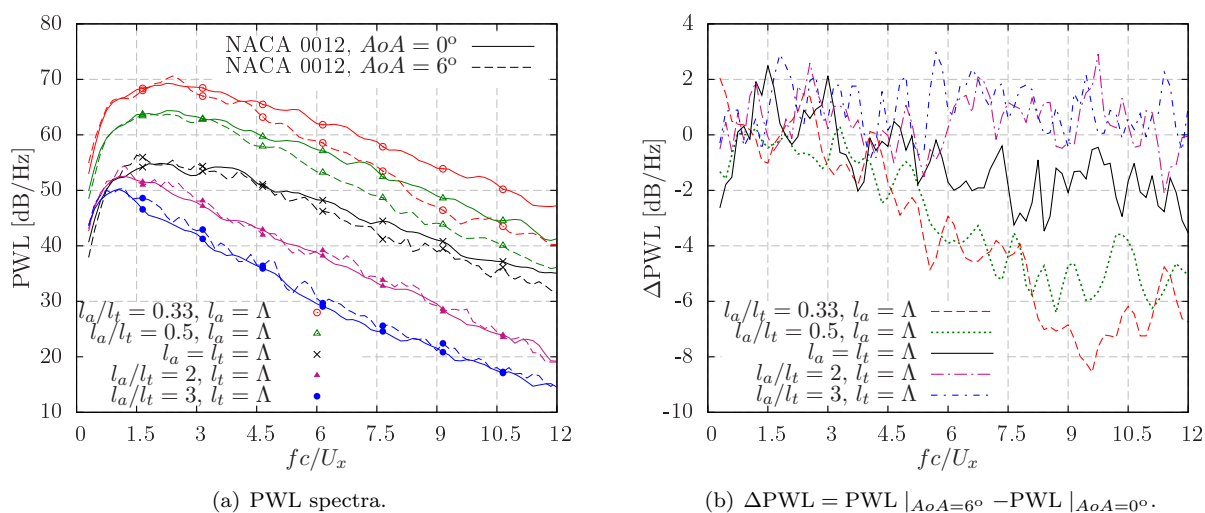 80
70
60
50
40
30
20
10
PWL [dB/Hz]
NACA 0012, AoA = 0º
NACA 0012, AoA = 6º
l_a/l_t = 0.33, l_a = Λ
l_a/l_t = 0.5, l_a = Λ
l_a = l_t = Λ
l_a/l_t = 2, l_t = Λ
l_a/l_t = 3, l_t = Λ
0 1.5 3 4.5 6 7.5 9 10.5 12
fc/U_x
(a) PWL spectra.
4
2
0
-2
-4
-6
-8
-10
ΔPWL [dB/Hz]
l_a/l_t = 0.33, l_a = Λ
l_a/l_t = 0.5, l_a = Λ
l_a = l_t = Λ
l_a/l_t = 2, l_t = Λ
l_a/l_t = 3, l_t = Λ
0 1.5 3 4.5 6 7.5 9 10.5 12
fc/U_x
(b) ΔPWL = PWL |_{AoA=6º} −PWL |_{AoA=0º}.